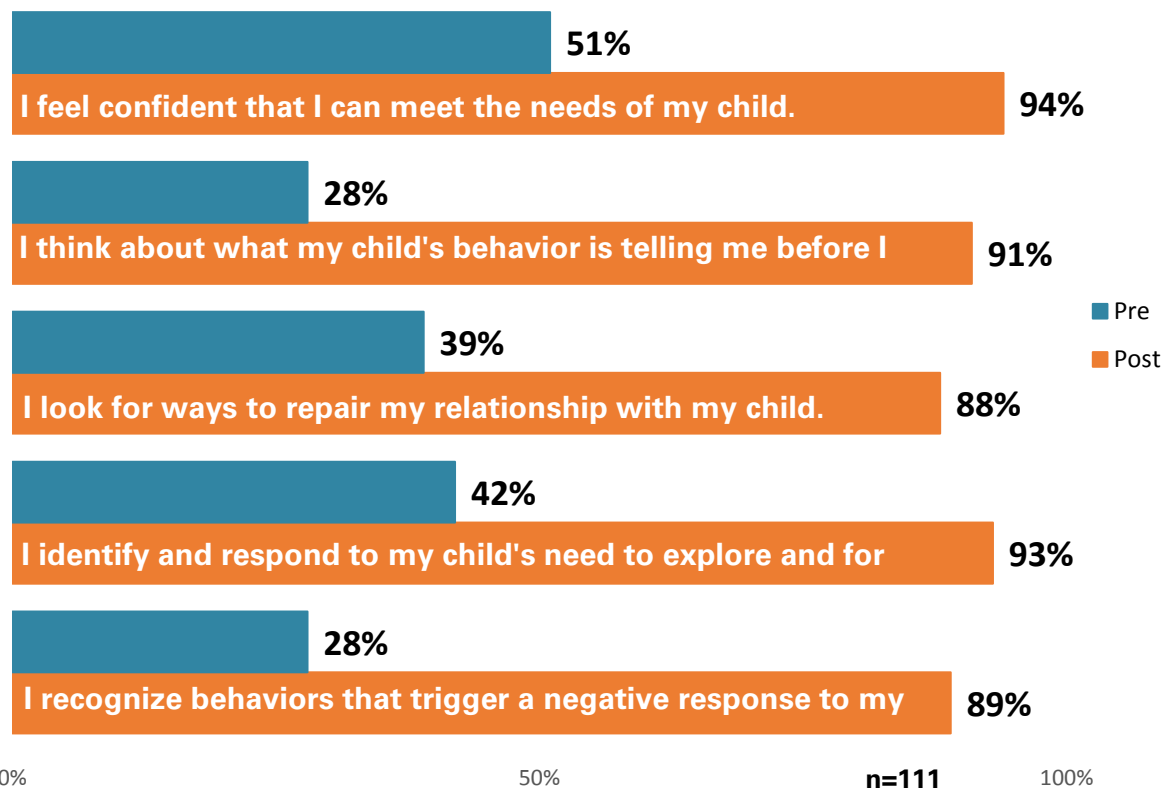 51%
I feel confident that I can meet the needs of my child.
94%
28%
I think about what my child's behavior is telling me before I
91%
39%
I look for ways to repair my relationship with my child.
88%
42%
I identify and respond to my child's need to explore and for
93%
28%
I recognize behaviors that trigger a negative response to my
89%
Pre
Post
0%
50%
n=111
100%